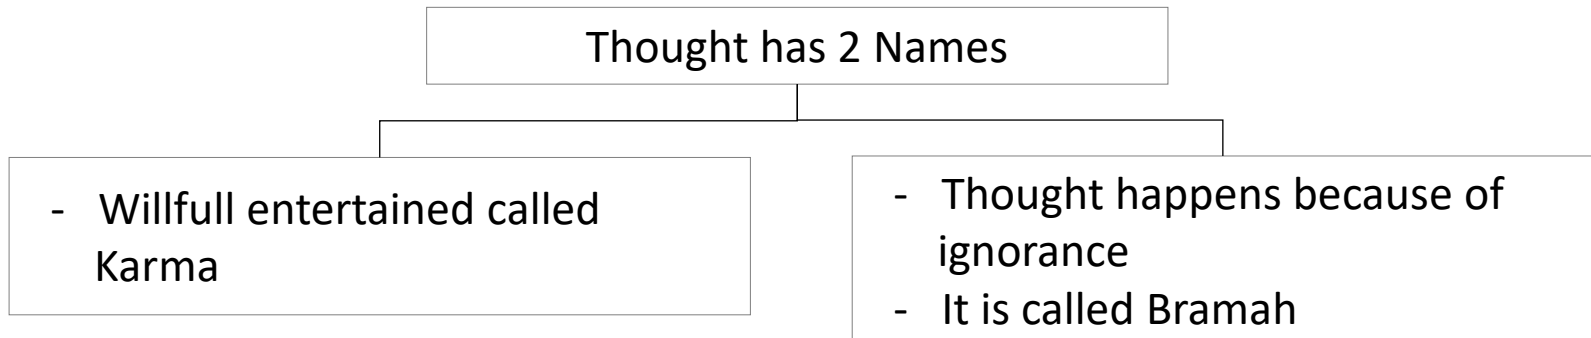 Thought has 2 Names
- Willfull entertained called
Karma
- Thought happens because of
ignorance
- It is called Bramah